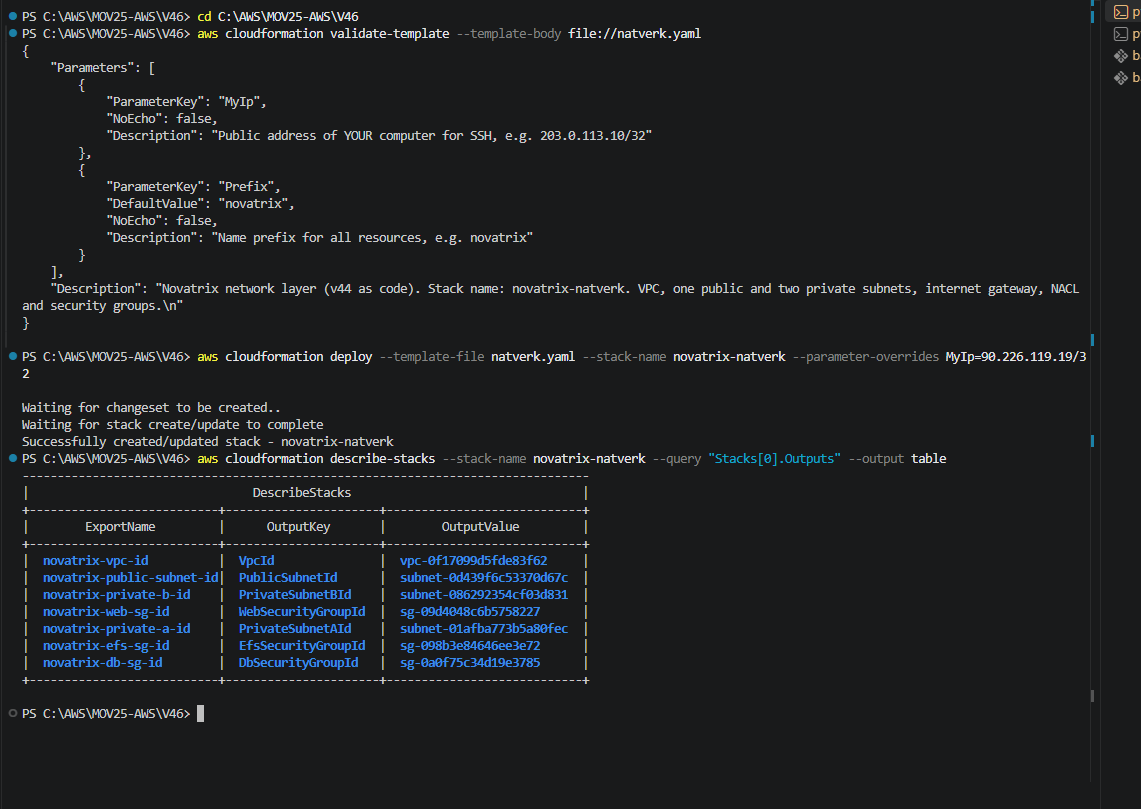 PS C:\AWS\MOV25-AWS\V46> cd C:\AWS\MOV25-AWS\V46
PS C:\AWS\MOV25-AWS\V46> aws cloudformation validate-template --template-body file://natverk.yaml
{
    "Parameters": [
        {
            "ParameterKey": "MyIp",
            "NoEcho": false,
            "Description": "Public address of YOUR computer for SSH, e.g. 203.0.113.10/32"
        },
        {
            "ParameterKey": "Prefix",
            "DefaultValue": "novatrix",
            "NoEcho": false,
            "Description": "Name prefix for all resources, e.g. novatrix"
        }
    ],
    "Description": "Novatrix network layer (v44 as code). Stack name: novatrix-natverk. VPC, one public and two private subnets, internet gateway, NACL
and security groups.\n"
}
PS C:\AWS\MOV25-AWS\V46> aws cloudformation deploy --template-file natverk.yaml --stack-name novatrix-natverk --parameter-overrides MyIp=90.226.119.19/3
2
Waiting for changeset to be created..
Waiting for stack create/update to complete
Successfully created/updated stack - novatrix-natverk
PS C:\AWS\MOV25-AWS\V46> aws cloudformation describe-stacks --stack-name novatrix-natverk --query "Stacks[0].Outputs" --output table
---------------------------------------------------------------------------------
|                                DescribeStacks                                 |
+---------------------------+----------------------+----------------------------+
|        ExportName         |      OutputKey       |        OutputValue         |
+---------------------------+----------------------+----------------------------+
|  novatrix-vpc-id          |  VpcId               |  vpc-0f17099d5fde83f62     |
|  novatrix-public-subnet-id|  PublicSubnetId      |  subnet-0d439f6c53370d67c  |
|  novatrix-private-b-id    |  PrivateSubnetBId    |  subnet-086292354cf03d831  |
|  novatrix-web-sg-id       |  WebSecurityGroupId  |  sg-09d4048c6b5758227      |
|  novatrix-private-a-id    |  PrivateSubnetAId    |  subnet-01afba773b5a80fec  |
|  novatrix-efs-sg-id       |  EfsSecurityGroupId  |  sg-098b3e84646ee3e72      |
|  novatrix-db-sg-id        |  DbSecurityGroupId   |  sg-0a0f75c34d19e3785      |
+---------------------------+----------------------+----------------------------+
PS C:\AWS\MOV25-AWS\V46>
p
p
b
b